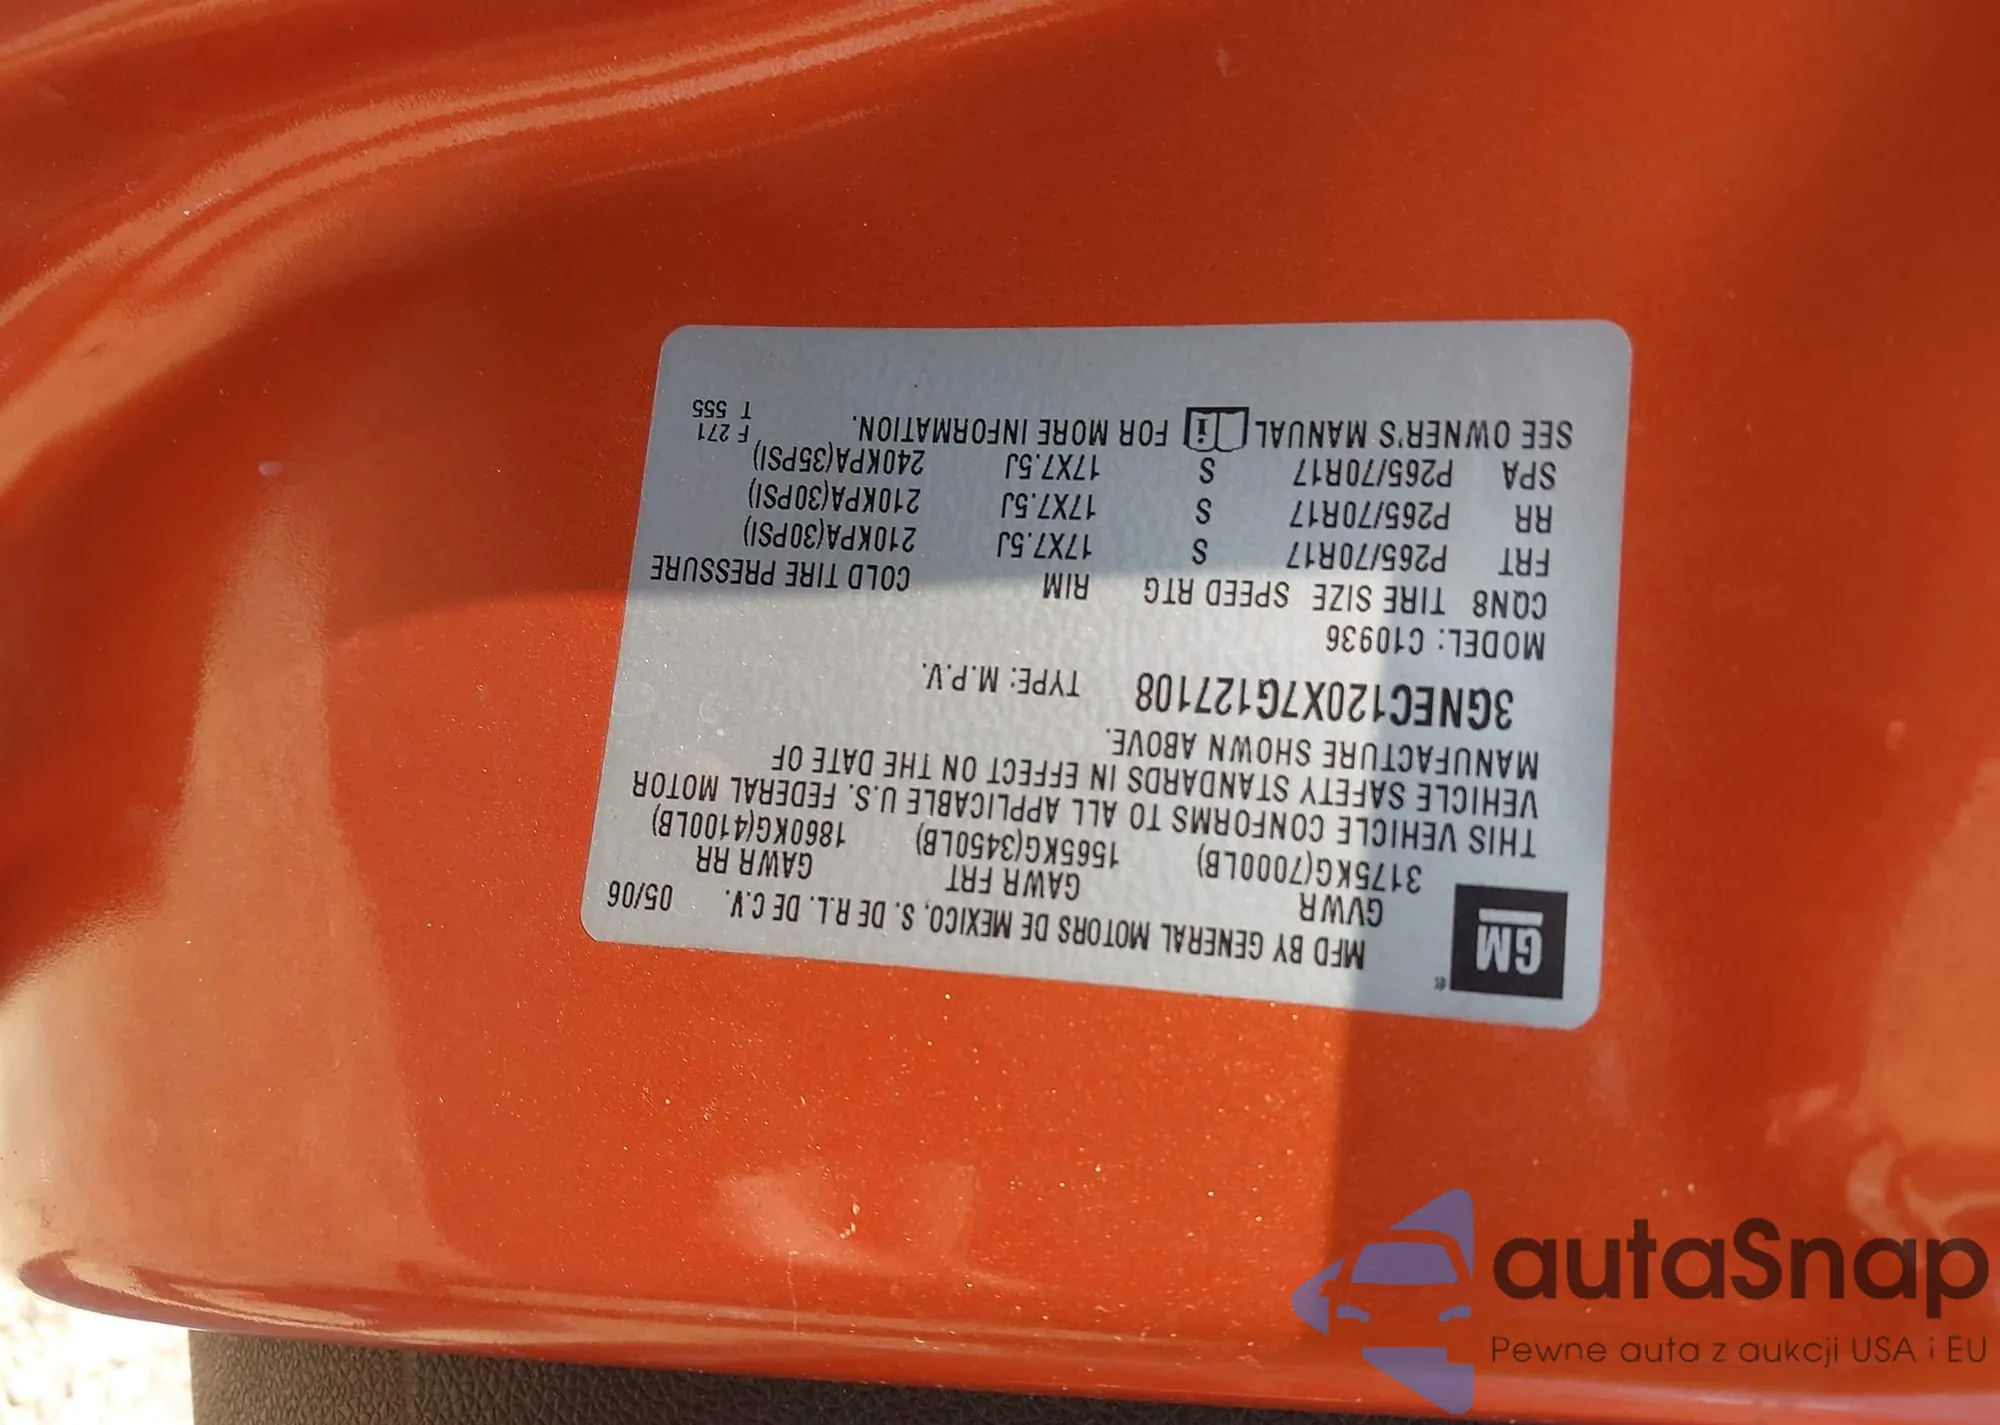 GM
MFD BY GENERAL MOTORS DE MEXICO, S. DE R.L. DE C.V. 05/06
GVWR GAWR FRT GAWR RR
3175KG(7000LB) 1565KG(3450LB) 1860KG(4100LB)
THIS VEHICLE CONFORMS TO ALL APPLICABLE U.S. FEDERAL MOTOR
VEHICLE SAFETY STANDARDS IN EFFECT ON THE DATE OF
MANUFACTURE SHOWN ABOVE.
3GNEC120X7G127108 TYPE: M.P.V.
MODEL: C10936
CQN8 TIRE SIZE SPEED RTG RIM COLD TIRE PRESSURE
FRT P265/70R17 S 17X7.5J 210KPA(30PSI)
RR P265/70R17 S 17X7.5J 210KPA(30PSI)
SPA P265/70R17 S 17X7.5J 240KPA(35PSI)
SEE OWNER'S MANUAL FOR MORE INFORMATION.
F 271
T 555
autaSnap
Pewne auta z aukcji USA i EU